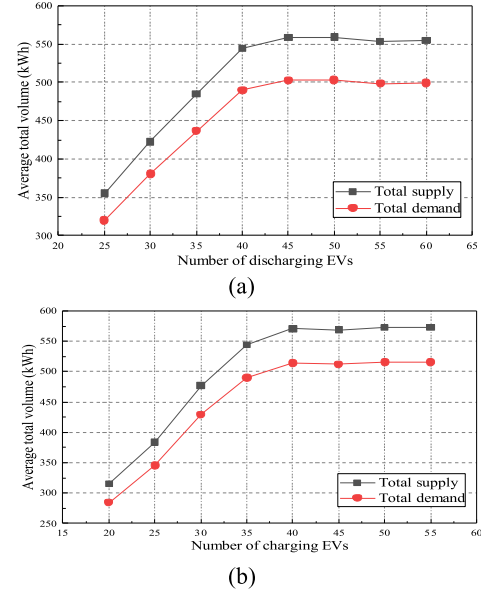 (a)
600
550
500
450
400
350
300
Average total volume (kWh)
Total supply
Total demand
20 25 30 35 40 45 50 55 60 65
Number of discharging EVs
(a)
600
550
500
450
400
350
300
250
Average total volume (kWh)
Total supply
Total demand
15 20 25 30 35 40 45 50 55 60
Number of charging EVs
(b)